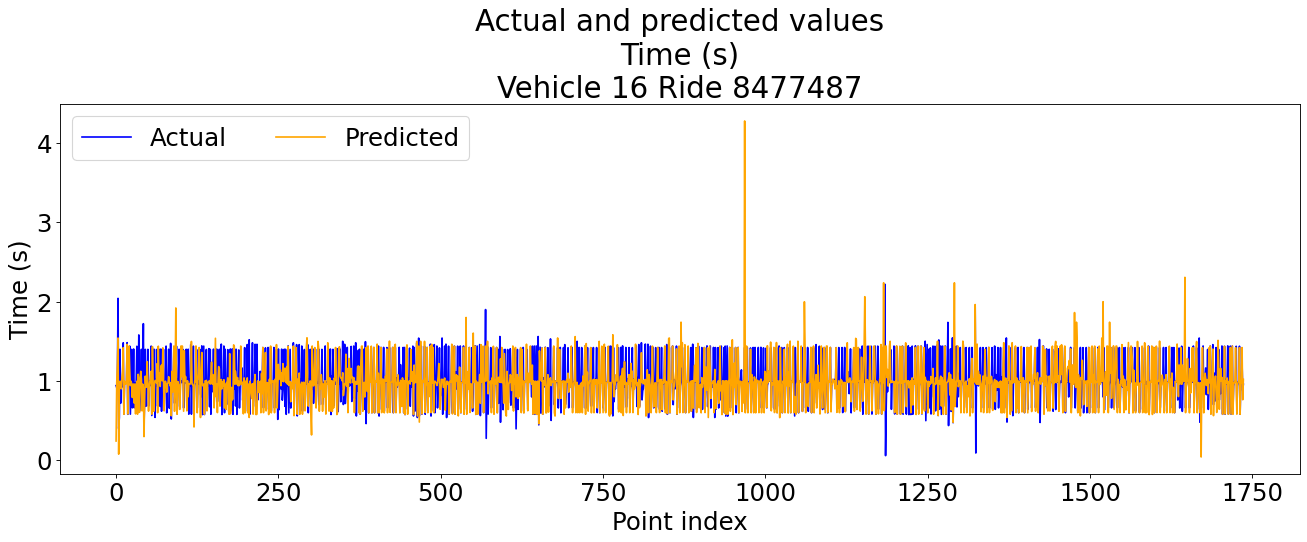 Actual and predicted values
Time (s)
Vehicle 16 Ride 8477487
Actual
Predicted
4
3
2
1
0
Time (s)
0 250 500 750 1000 1250 1500 1750
Point index